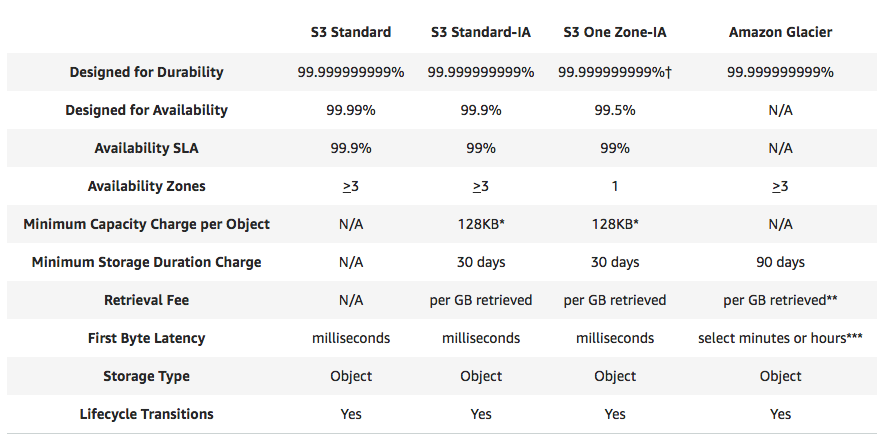 S3 Standard S3 Standard-IA S3 One Zone-IA Amazon Glacier
Designed for Durability 99.999999999% 99.999999999% 99.999999999%† 99.999999999%
Designed for Availability 99.99% 99.9% 99.5% N/A
Availability SLA 99.9% 99% 99% N/A
Availability Zones ≥3 ≥3 1 ≥3
Minimum Capacity Charge per Object N/A 128KB* 128KB* N/A
Minimum Storage Duration Charge N/A 30 days 30 days 90 days
Retrieval Fee N/A per GB retrieved per GB retrieved per GB retrieved**
First Byte Latency milliseconds milliseconds milliseconds select minutes or hours***
Storage Type Object Object Object Object
Lifecycle Transitions Yes Yes Yes Yes